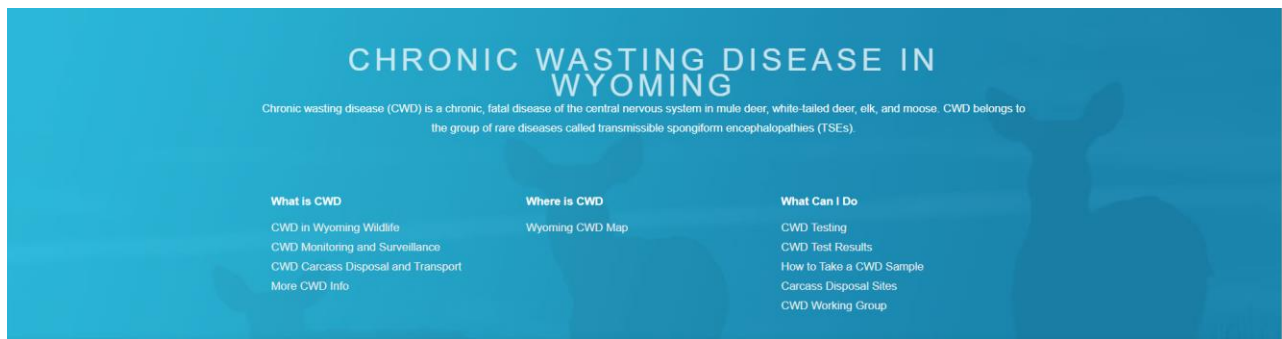 CHRONIC WASTING DISEASE IN
WYOMING
Chronic wasting disease (CWD) is a chronic, fatal disease of the central nervous system in mule deer, white-tailed deer, elk, and moose. CWD belongs to
the group of rare diseases called transmissible spongiform encephalopathies (TSEs).
What is CWD
CWD in Wyoming Wildlife
CWD Monitoring and Surveillance
CWD Carcass Disposal and Transport
More CWD Info
Where is CWD
Wyoming CWD Map
What Can I Do
CWD Testing
CWD Test Results
How to Take a CWD Sample
Carcass Disposal Sites
CWD Working Group